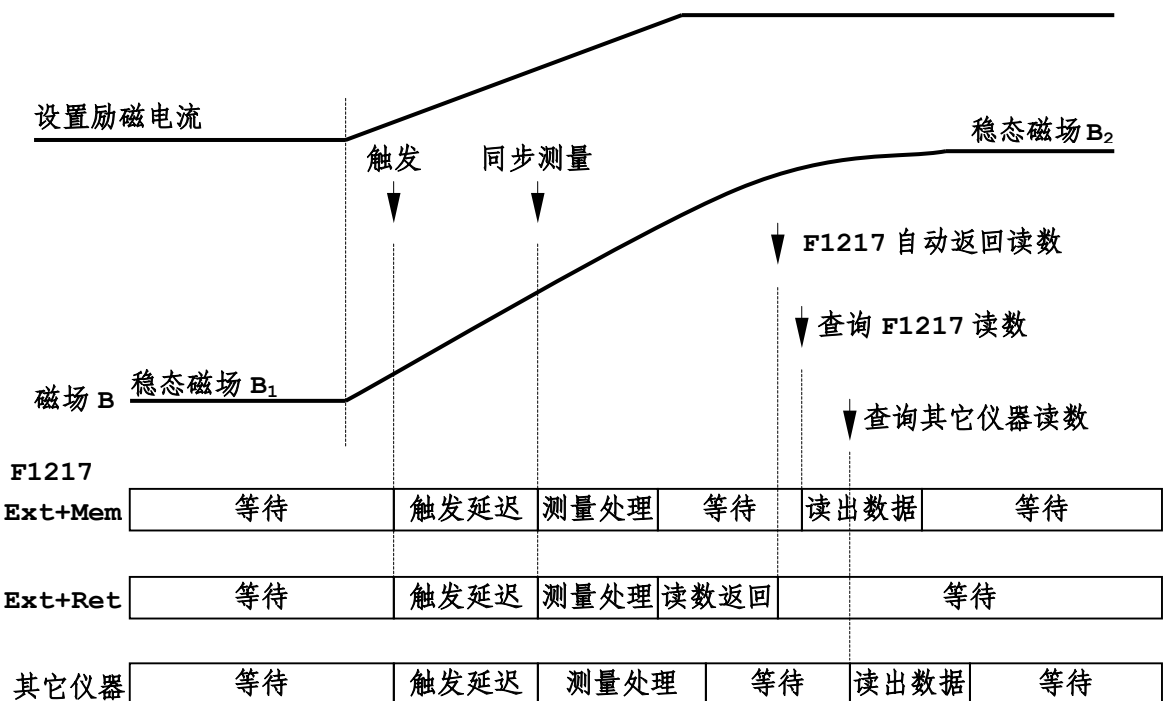 设置励磁电流
稳态磁场B₂
触发 同步测量
F1217 自动返回读数
查询 F1217 读数
磁场 B 稳态磁场 B₁
查询其它仪器读数
F1217
Ext+Mem 等待 触发延迟 测量处理 等待 读出数据 等待
Ext+Ret 等待 触发延迟 测量处理 读数返回 等待
其它仪器 等待 触发延迟 测量处理 等待 读出数据 等待